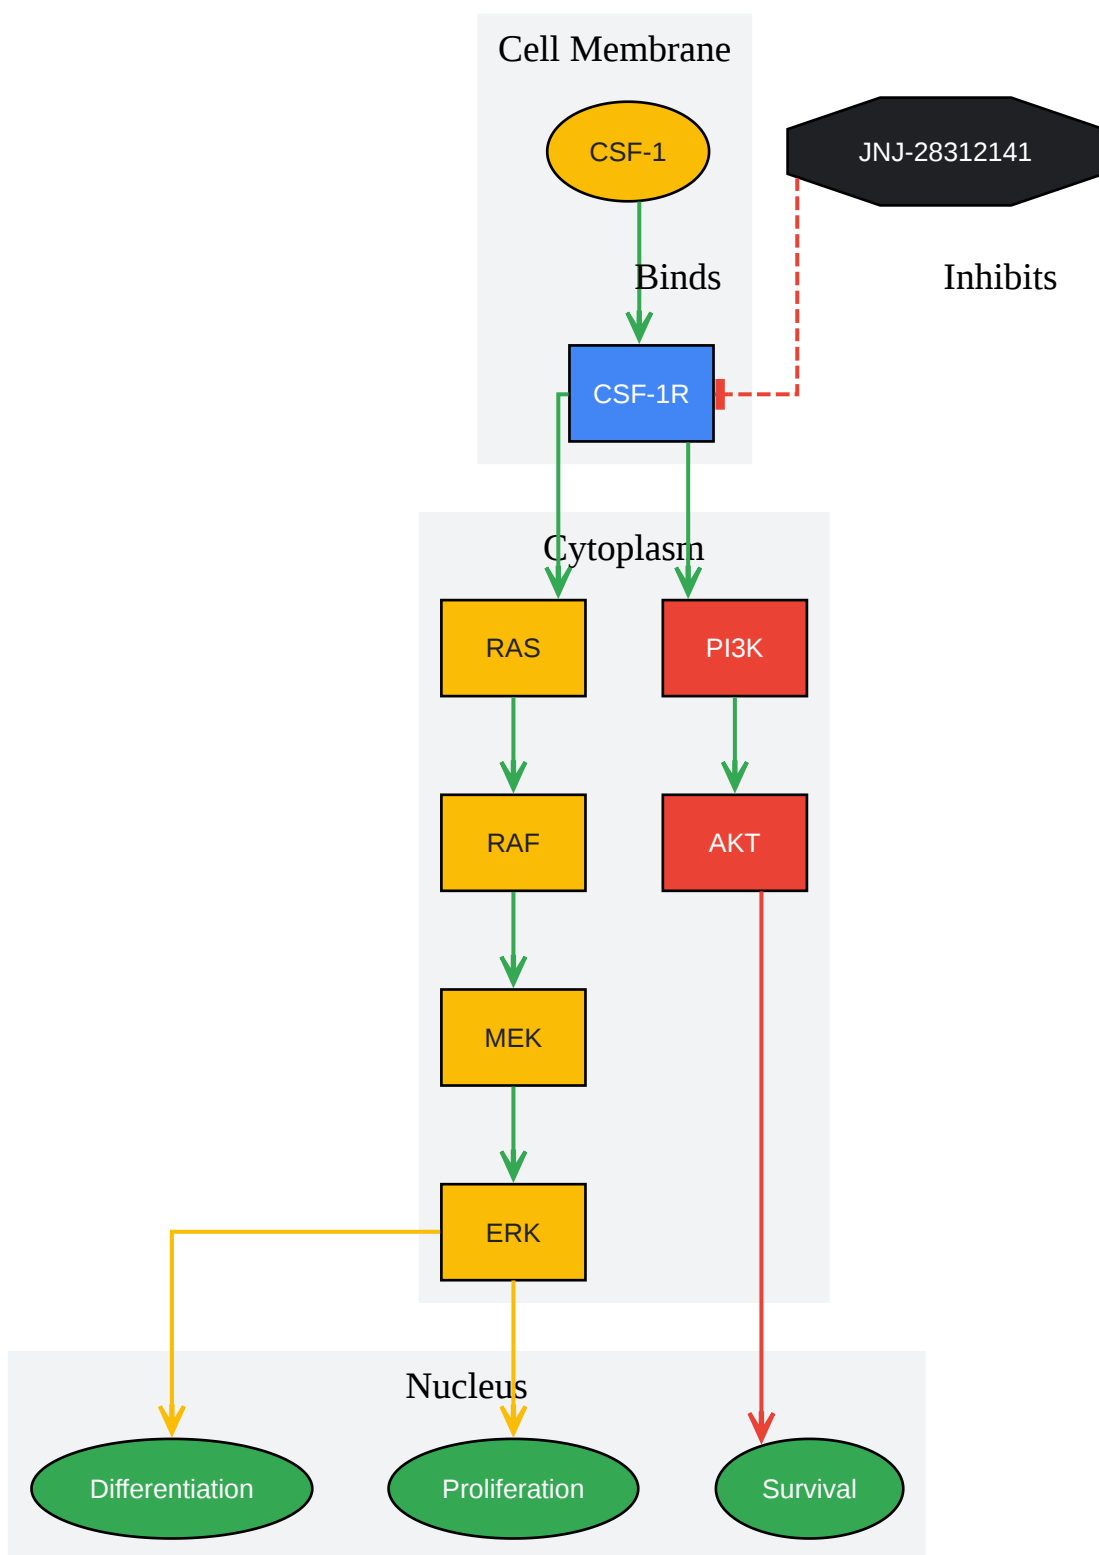 Cell Membrane
CSF-1
JNJ-28312141
Binds
Inhibits
CSF-1R
Cytoplasm
RAS
PI3K
RAF
AKT
MEK
ERK
Nucleus
Differentiation
Proliferation
Survival